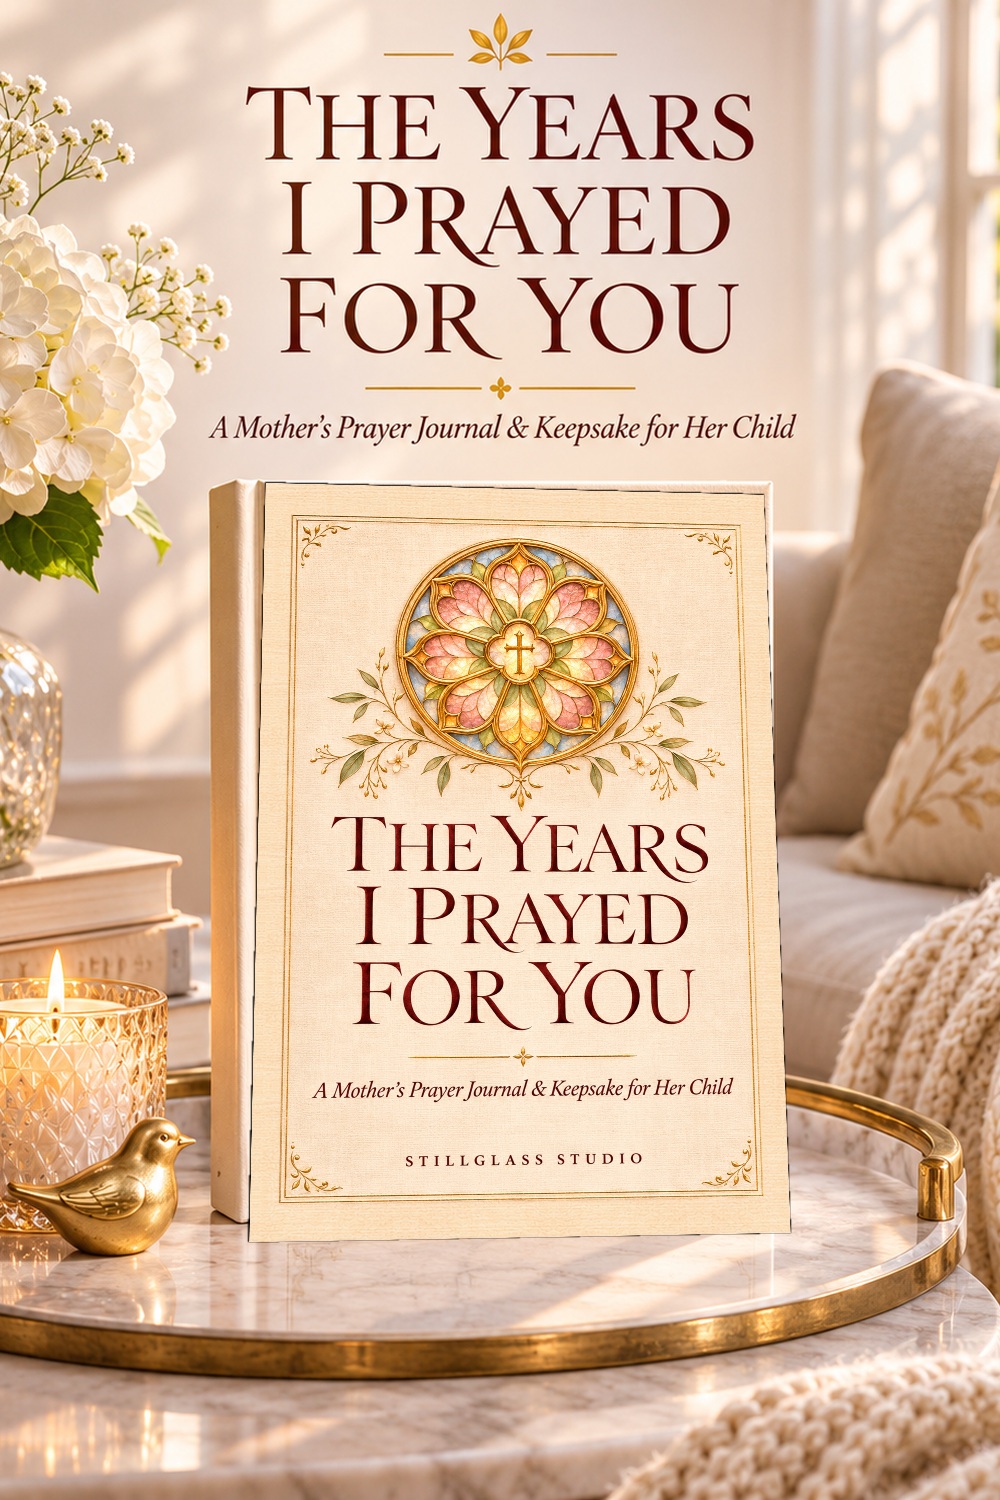 THE YEARS
I PRAYED
FOR YOU
A Mother's Prayer Journal & Keepsake for Her Child
THE YEARS
I PRAYED
FOR YOU
A Mother's Prayer Journal & Keepsake for Her Child
STILLGLASS STUDIO